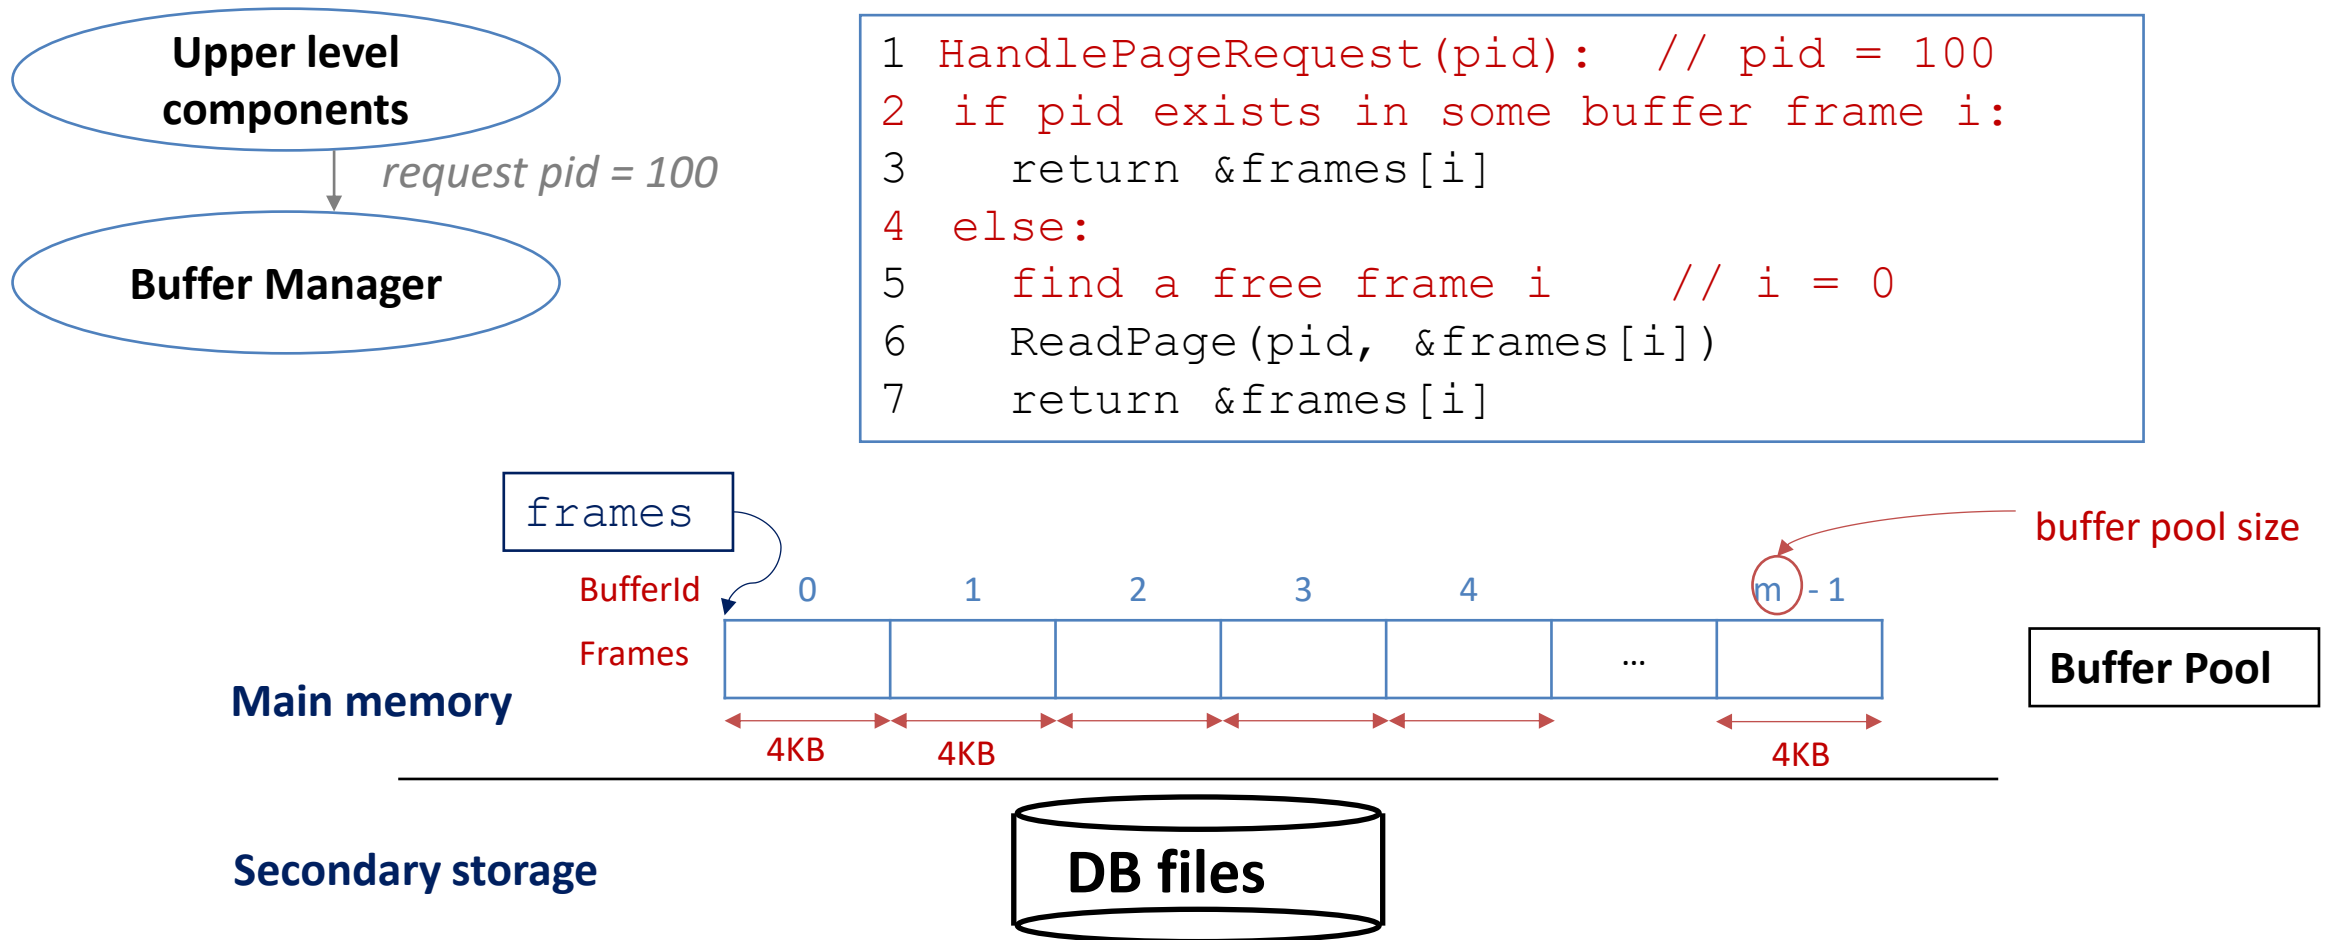 Upper level
components
request pid = 100
Buffer Manager
1 HandlePageRequest(pid): // pid = 100
2 if pid exists in some buffer frame i:
3 return &frames[i]
4 else:
5 find a free frame i // i = 0
6 ReadPage(pid, &frames[i])
7 return &frames[i]
frames
buffer pool size
BufferId 0 1 2 3 4 m - 1
Frames ...
Buffer Pool
Main memory
4KB 4KB 4KB
Secondary storage
DB files